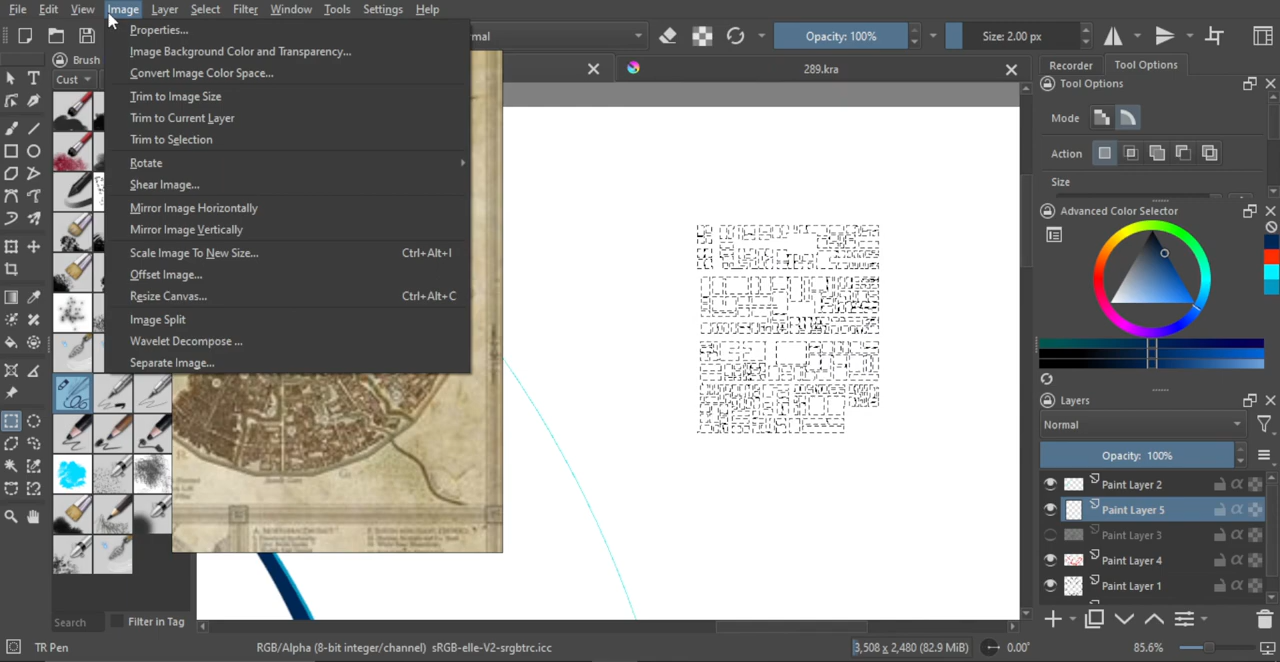 File Edit View Image Layer Select Filter Window Tools Settings Help
Opacity: 100% Size: 2.00 px
Brush
Cust
289.kra
Properties...
Image Background Color and Transparency...
Convert Image Color Space...
Trim to Image Size
Trim to Current Layer
Trim to Selection
Rotate
Shear Image...
Mirror Image Horizontally
Mirror Image Vertically
Scale Image To New Size... Ctrl+Alt+I
Offset Image...
Resize Canvas... Ctrl+Alt+C
Image Split
Wavelet Decompose ...
Separate Image...
Recorder Tool Options
Tool Options
Mode
Action
Size
Advanced Color Selector
Layers
Normal
Opacity: 100%
Paint Layer 2
Paint Layer 5
Paint Layer 3
Paint Layer 4
Paint Layer 1
Search Filter in Tag
TR Pen RGB/Alpha (8-bit integer/channel) sRGB-elle-V2-srgbtrc.icc 3,508 x 2,480 (82.9 MiB) 0.00° 85.6%